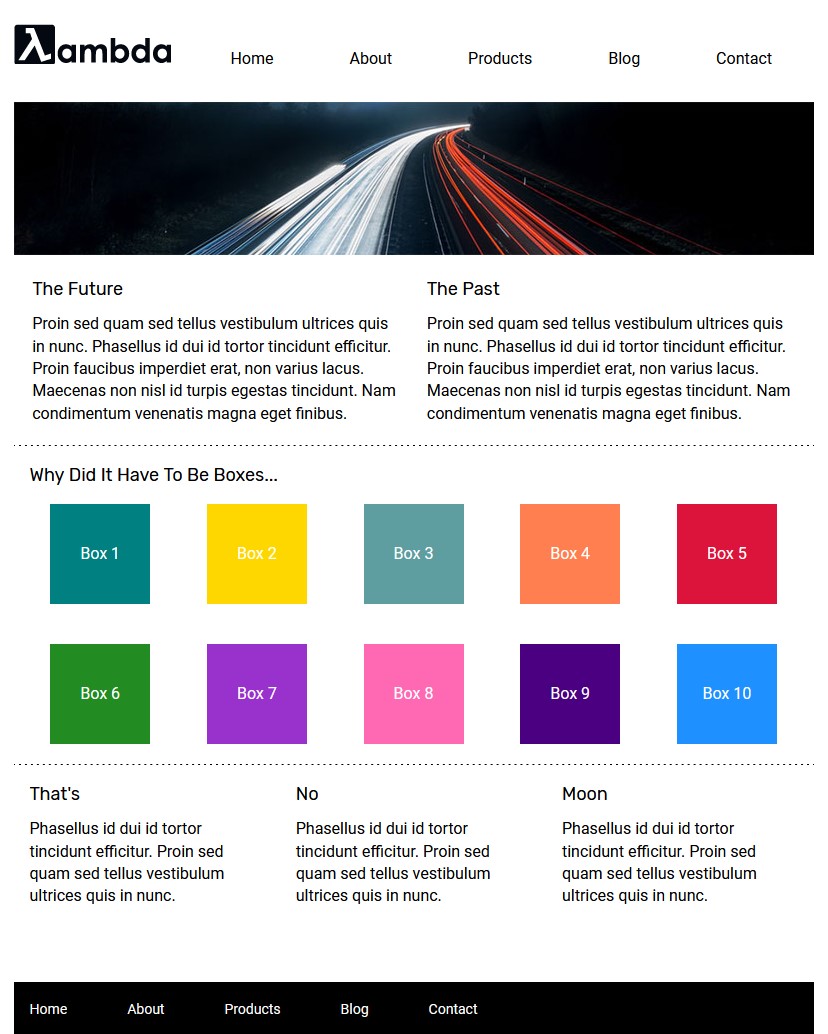 λambda
Home About Products Blog Contact
The Future
Proin sed quam sed tellus vestibulum ultrices quis
in nunc. Phasellus id dui id tortor tincidunt efficitur.
Proin faucibus imperdiet erat, non varius lacus.
Maecenas non nisl id turpis egestas tincidunt. Nam
condimentum venenatis magna eget finibus.
The Past
Proin sed quam sed tellus vestibulum ultrices quis
in nunc. Phasellus id dui id tortor tincidunt efficitur.
Proin faucibus imperdiet erat, non varius lacus.
Maecenas non nisl id turpis egestas tincidunt. Nam
condimentum venenatis magna eget finibus.
Why Did It Have To Be Boxes...
Box 1 Box 2 Box 3 Box 4 Box 5
Box 6 Box 7 Box 8 Box 9 Box 10
That's
Phasellus id dui id tortor
tincidunt efficitur. Proin sed
quam sed tellus vestibulum
ultrices quis in nunc.
No
Phasellus id dui id tortor
tincidunt efficitur. Proin sed
quam sed tellus vestibulum
ultrices quis in nunc.
Moon
Phasellus id dui id tortor
tincidunt efficitur. Proin sed
quam sed tellus vestibulum
ultrices quis in nunc.
Home About Products Blog Contact